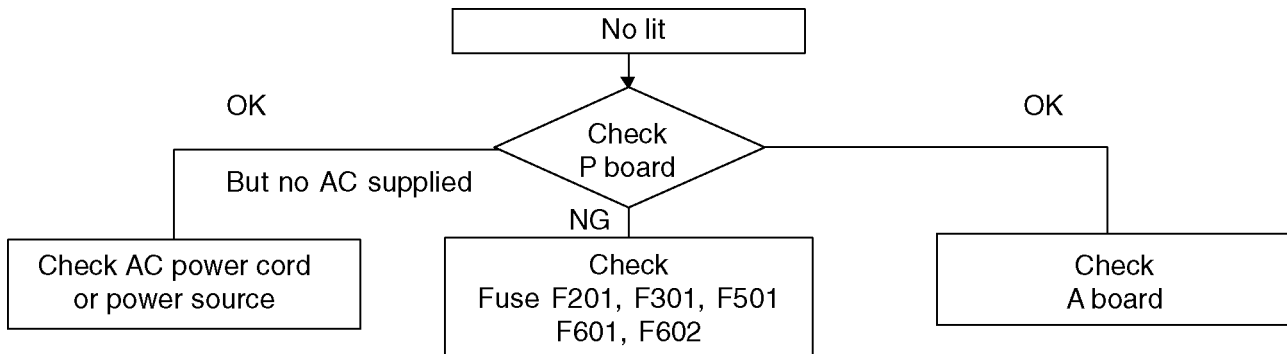 No lit
OK
OK
Check
P board
But no AC supplied
NG
Check AC power cord
or power source
Check
Fuse F201, F301, F501
F601, F602
Check
A board